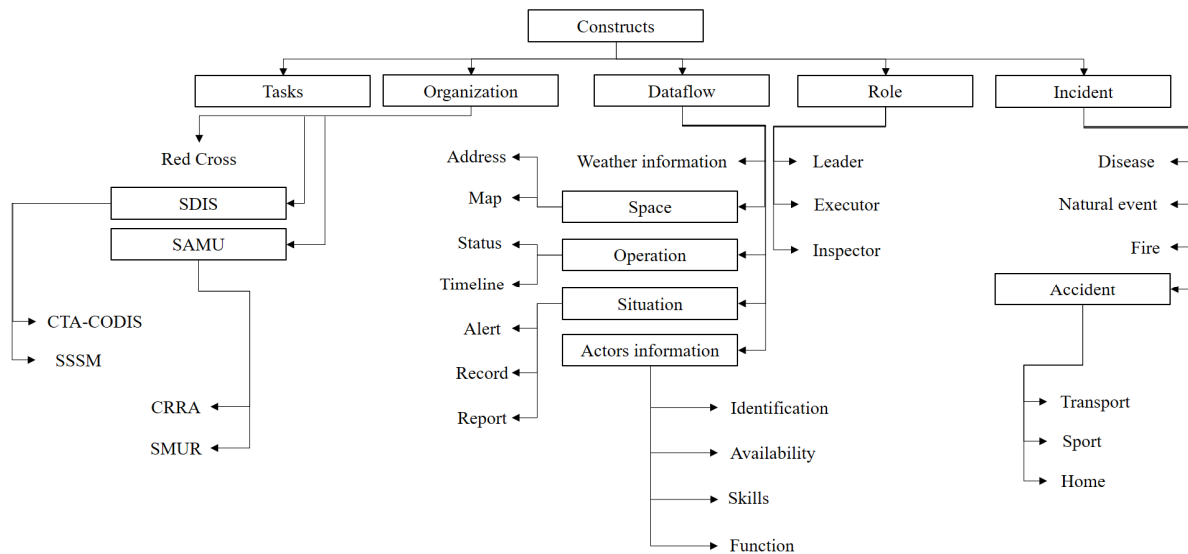 Constructs
Tasks
Organization
Dataflow
Role
Incident
Red Cross
SDIS
SAMU
CTA-CODIS
SSSM
CRRA
SMUR
Weather information
Space
Address
Map
Operation
Status
Timeline
Situation
Alert
Record
Report
Actors information
Identification
Availability
Skills
Function
Leader
Executor
Inspector
Disease
Natural event
Fire
Accident
Transport
Sport
Home